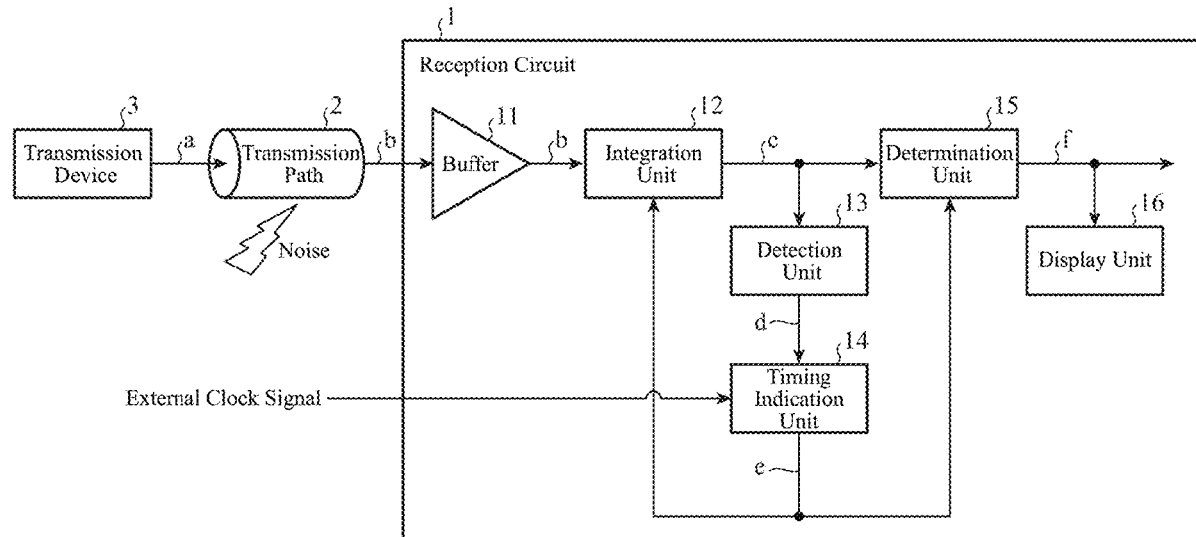 1
Reception Circuit
3
2
11
12
15
Transmission
Device
a
Transmission
Path
b
Buffer
b
Integration
Unit
c
Determination
Unit
f
Noise
13
16
Detection
Unit
Display Unit
d
14
External Clock Signal
Timing
Indication
Unit
e